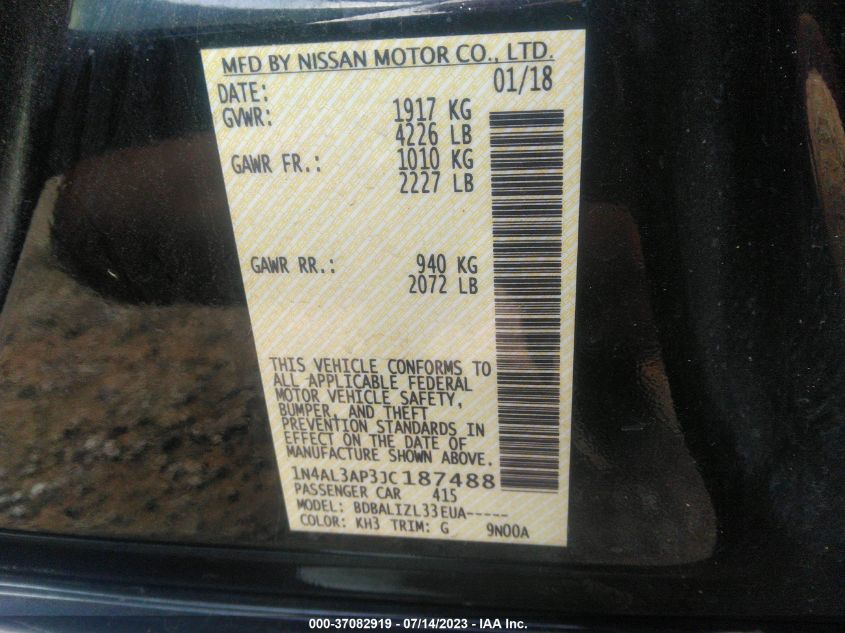 MFD BY NISSAN MOTOR CO., LTD.
DATE: 01/18
GVWR: 1917 KG
4226 LB
GAWR FR.: 1010 KG
2227 LB
GAWR RR.: 940 KG
2072 LB
THIS VEHICLE CONFORMS TO
ALL APPLICABLE FEDERAL
MOTOR VEHICLE SAFETY,
BUMPER, AND THEFT
PREVENTION STANDARDS IN
EFFECT ON THE DATE OF
MANUFACTURE SHOWN ABOVE.
1N4AL3AP3JC187488
PASSENGER CAR 415
MODEL: BDBALIZL33EUA-----
COLOR: KH3 TRIM: G 9N00A
000-37082919 - 07/14/2023 - IAA Inc.